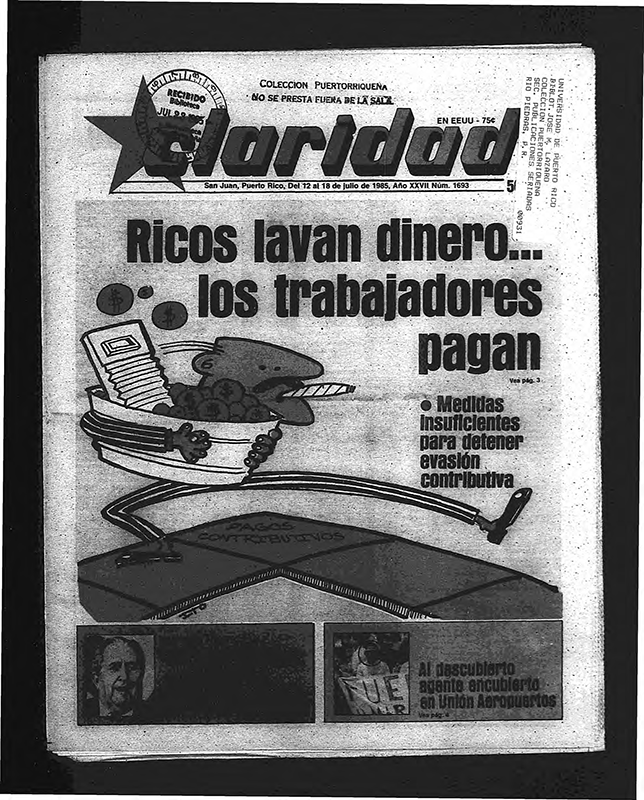 COLECCION PUERTORRIQUEÑA
NO SE PRESTA FUERA DE LA SALA
RECIBIDO
Biblioteca
UNIVERSIDAD DE PUERTO RICO
BIBLOT. JOSE M. LAZARO
COLECCION PUERTORRIQUENA
SEC. PUBLICACIONES SERIADAS
RIO PIEDRAS, P.R. 00931
EN EEUU - 75¢
Claridad
San Juan, Puerto Rico, Del 12 al 18 de julio de 1985, Año XXVII Núm. 1693
Ricos lavan dinero...
los trabajadores
pagan
Vea pág. 3
● Medidas
insuficientes
para detener
evasión
contributiva
PAGOS
CONTRIBUTIVOS
Al descubierto
agente encubierto
en Unión Aeropuertos
Vea pág. 4